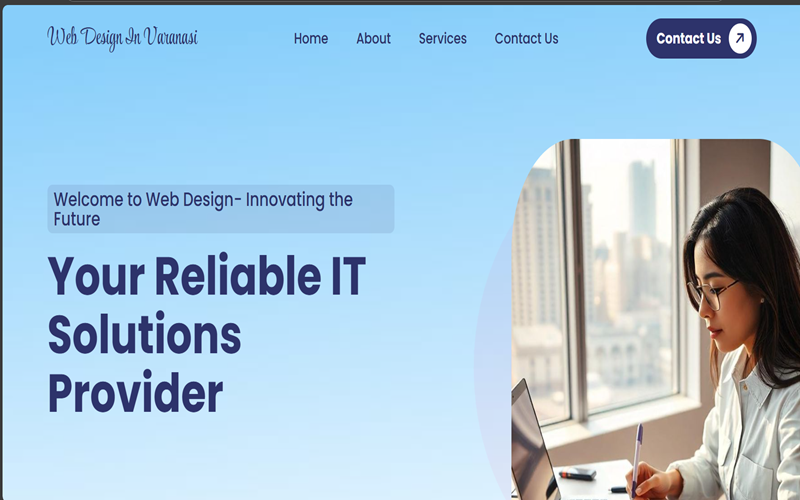 Web Design In Varanasi
Home
About
Services
Contact Us
Contact Us
Welcome to Web Design- Innovating the
Future
Your Reliable IT
Solutions
Provider